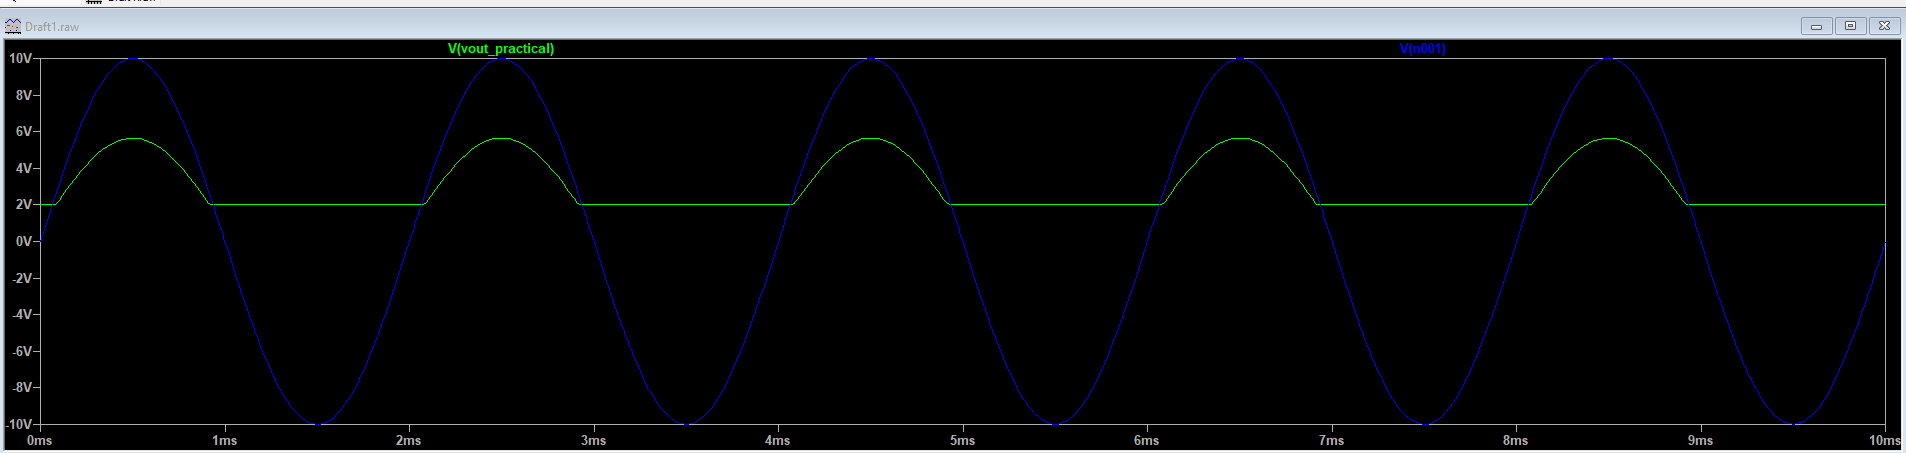 Draft1.raw
V(vout_practical) V(n001)
10V
8V
6V
4V
2V
0V
-2V
-4V
-6V
-8V
-10V
0ms 1ms 2ms 3ms 4ms 5ms 6ms 7ms 8ms 9ms 10ms